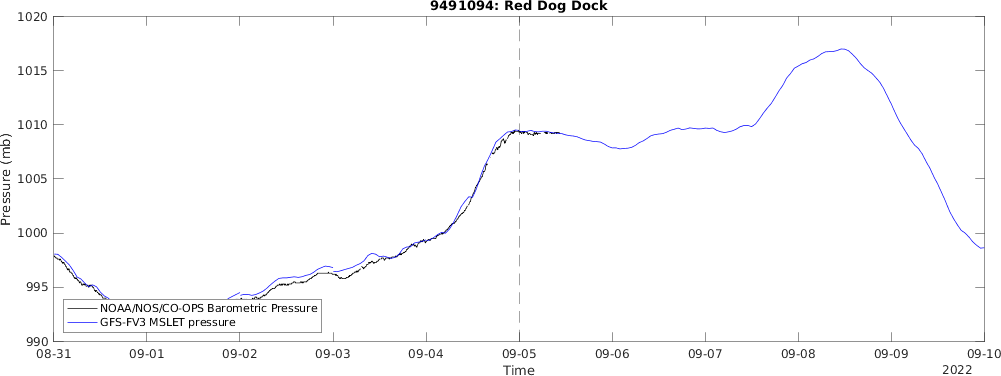 9491094: Red Dog Dock
1020
1015
1010
1005
1000
995
990
Pressure (mb)
NOAA/NOS/CO-OPS Barometric Pressure
GFS-FV3 MSLET pressure
08-31 09-01 09-02 09-03 09-04 09-05 09-06 09-07 09-08 09-09 09-10
Time
2022